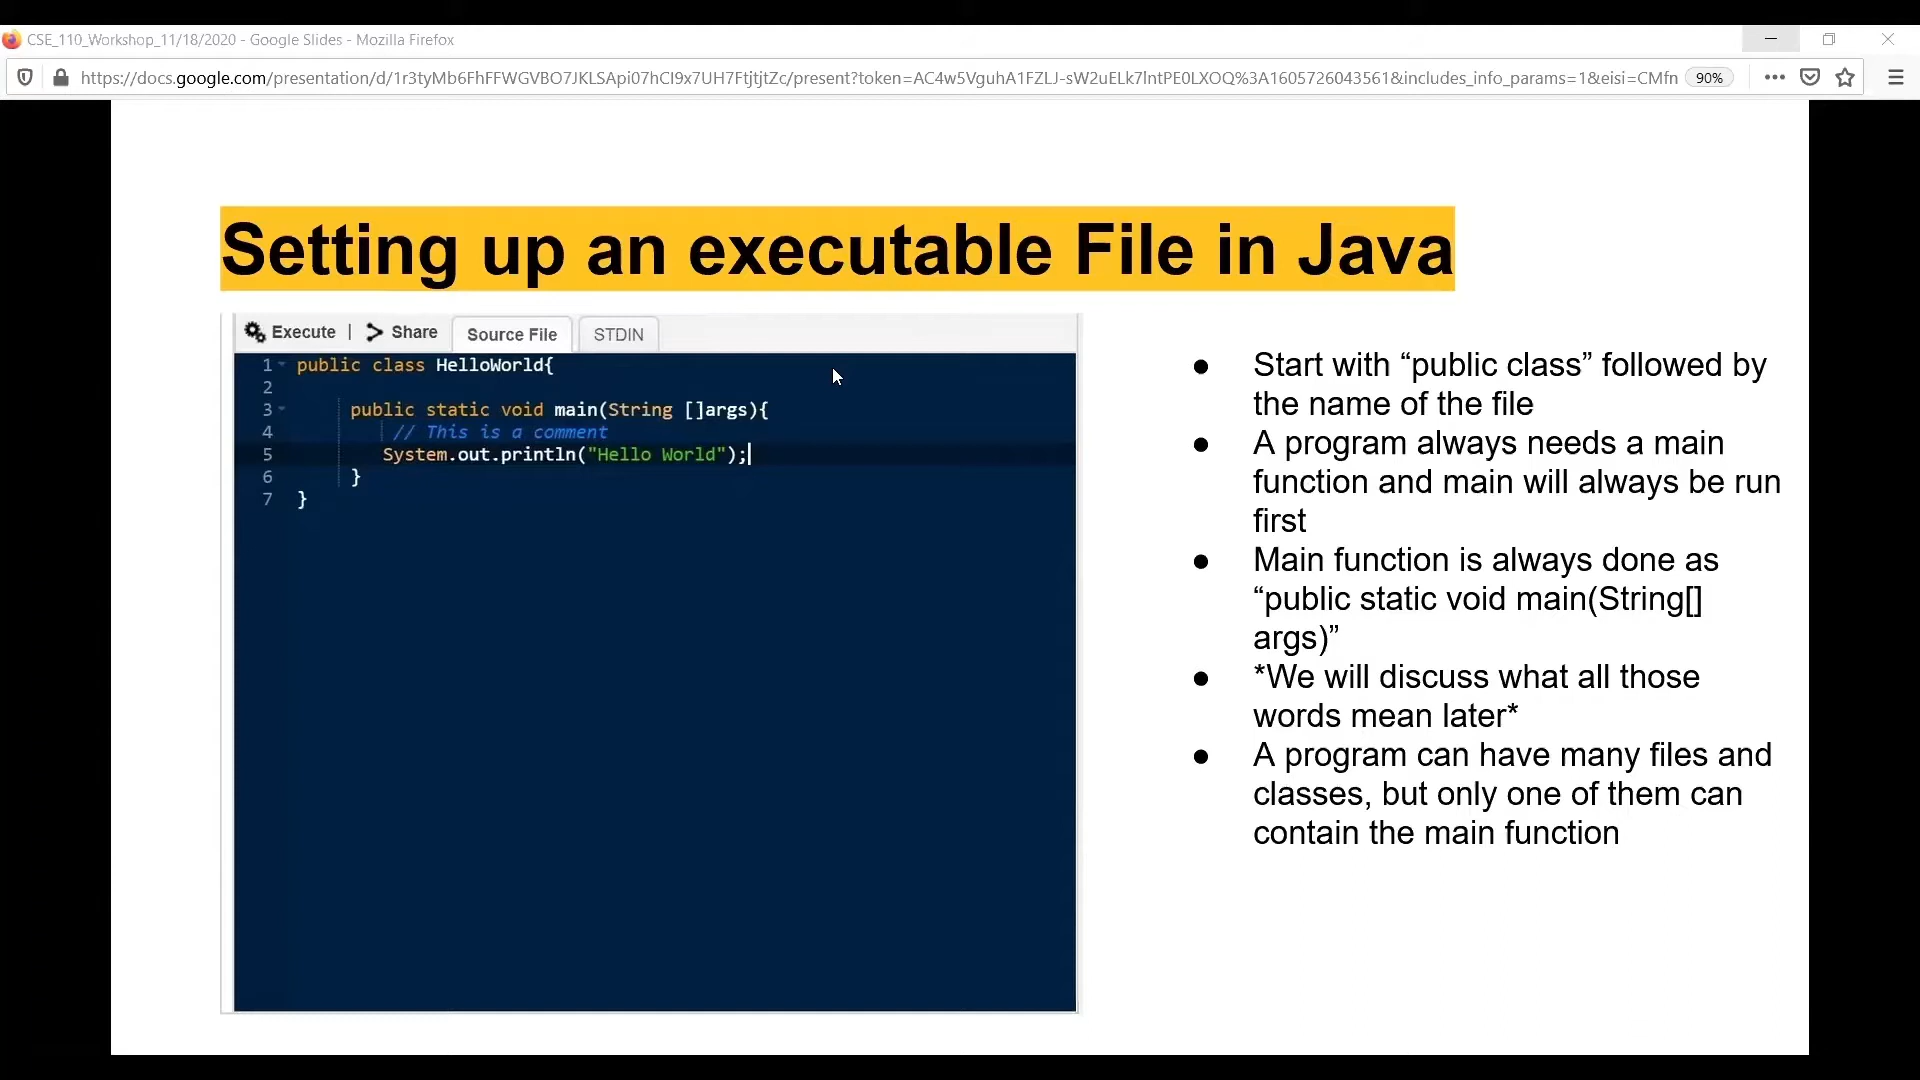 CSE_110_Workshop_11/18/2020 - Google Slides - Mozilla Firefox
https://docs.google.com/presentation/d/1r3tyMb6FhFFWGVBO7JKLSApi07hCI9x7UH7FtjtjtZc/present?token=AC4w5VguhA1FZLJ-sW2uELk7lntPE0LXOQ%3A1605726043561&includes_info_params=1&eisi=CMfn 90%
Setting up an executable File in Java
Execute | Share Source File STDIN
1 public class HelloWorld{
2
3 public static void main(String []args){
4 // This is a comment
5 System.out.println("Hello World");
6 }
7 }
● Start with “public class” followed by
the name of the file
● A program always needs a main
function and main will always be run
first
● Main function is always done as
“public static void main(String[]
args)”
● *We will discuss what all those
words mean later*
● A program can have many files and
classes, but only one of them can
contain the main function